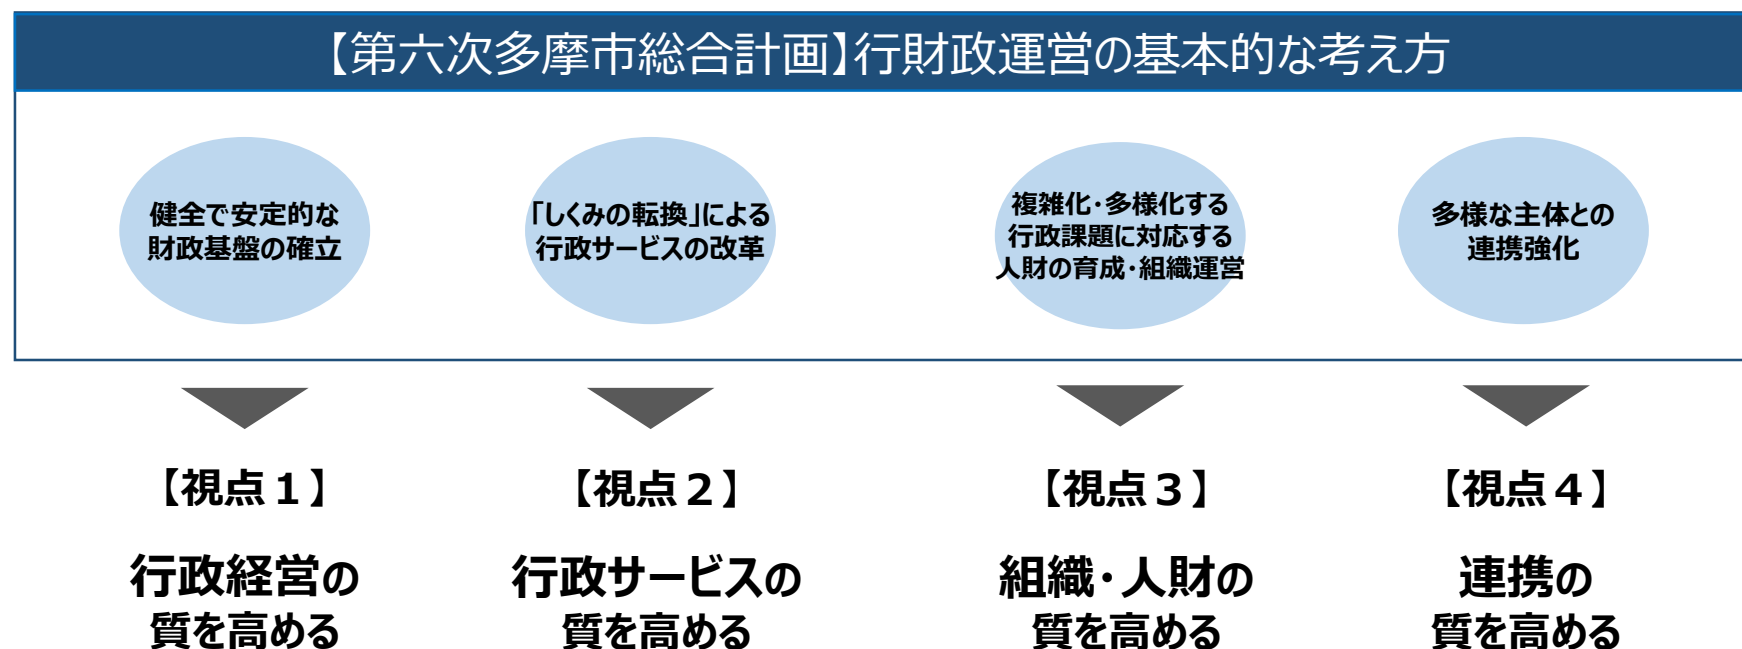 【第六次多摩市総合計画】行財政運営の基本的な考え方
健全で安定的な
財政基盤の確立
「しくみの転換」による
行政サービスの改革
複雑化・多様化する
行政課題に対応する
人財の育成・組織運営
多様な主体との
連携強化
【視点１】
行政経営の
質を高める
【視点２】
行政サービスの
質を高める
【視点３】
組織・人財の
質を高める
【視点４】
連携の
質を高める